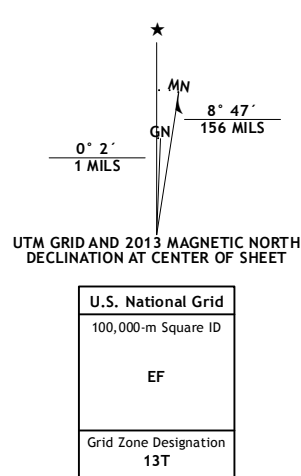 ★
MN
8° 47´
156 MILS
GN
0° 2´
1 MILS
UTM GRID AND 2013 MAGNETIC NORTH
DECLINATION AT CENTER OF SHEET
U.S. National Grid
100,000-m Square ID
EF
Grid Zone Designation
13T